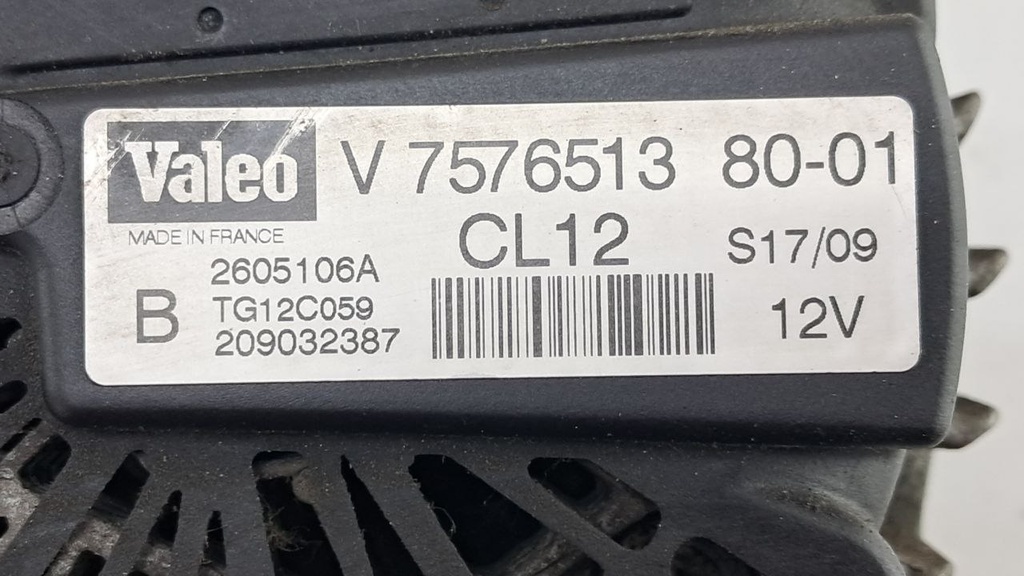 Valeo V 7576513 80-01
MADE IN FRANCE CL12 S17/09
2605106A
B TG12C059 12V
209032387